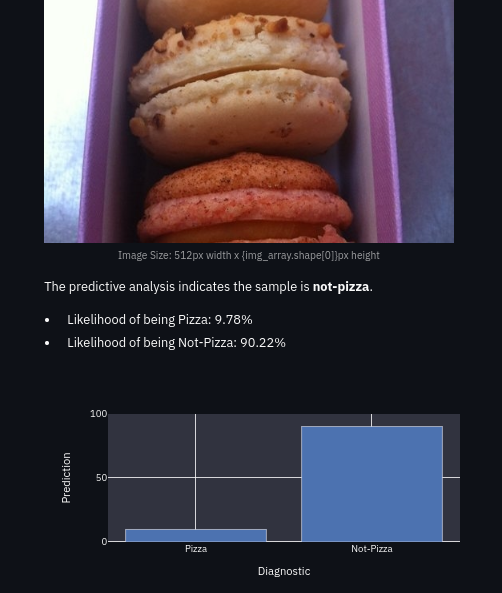 Image Size: 512px width x {img_array.shape[0]}px height
The predictive analysis indicates the sample is not-pizza.
• Likelihood of being Pizza: 9.78%
• Likelihood of being Not-Pizza: 90.22%
100
50
0
Prediction
Pizza Not-Pizza
Diagnostic